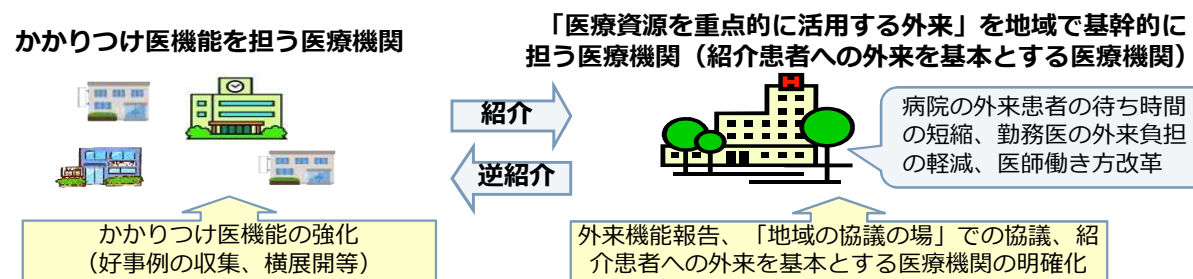 かかりつけ医機能を担う医療機関
「医療資源を重点的に活用する外来」を地域で基幹的に
担う医療機関（紹介患者への外来を基本とする医療機関）
紹介
逆紹介
H
病院の外来患者の待ち時間
の短縮、勤務医の外来負担
の軽減、医師働き方改革
かかりつけ医機能の強化
（好事例の収集、横展開等）
外来機能報告、「地域の協議の場」での協議、紹
介患者への外来を基本とする医療機関の明確化